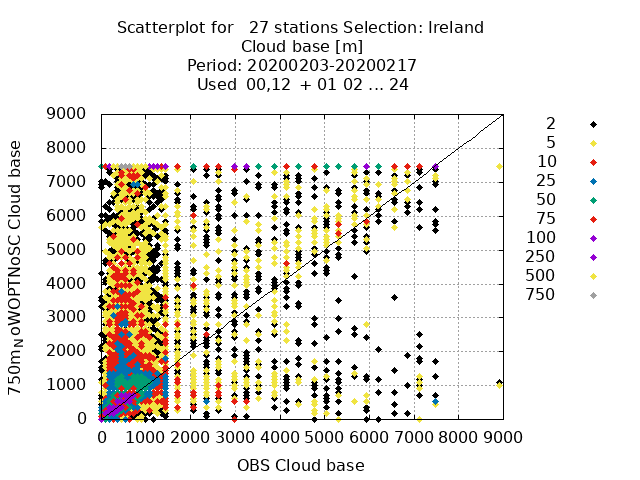 Scatterplot for 27 stations Selection: Ireland
Cloud base [m]
Period: 20200203-20200217
Used 00,12 + 01 02 ... 24
750m_NoWOPTNoSC Cloud base
9000
8000
7000
6000
5000
4000
3000
2000
1000
0
0 1000 2000 3000 4000 5000 6000 7000 8000 9000
OBS Cloud base
2
5
10
25
50
75
100
250
500
750